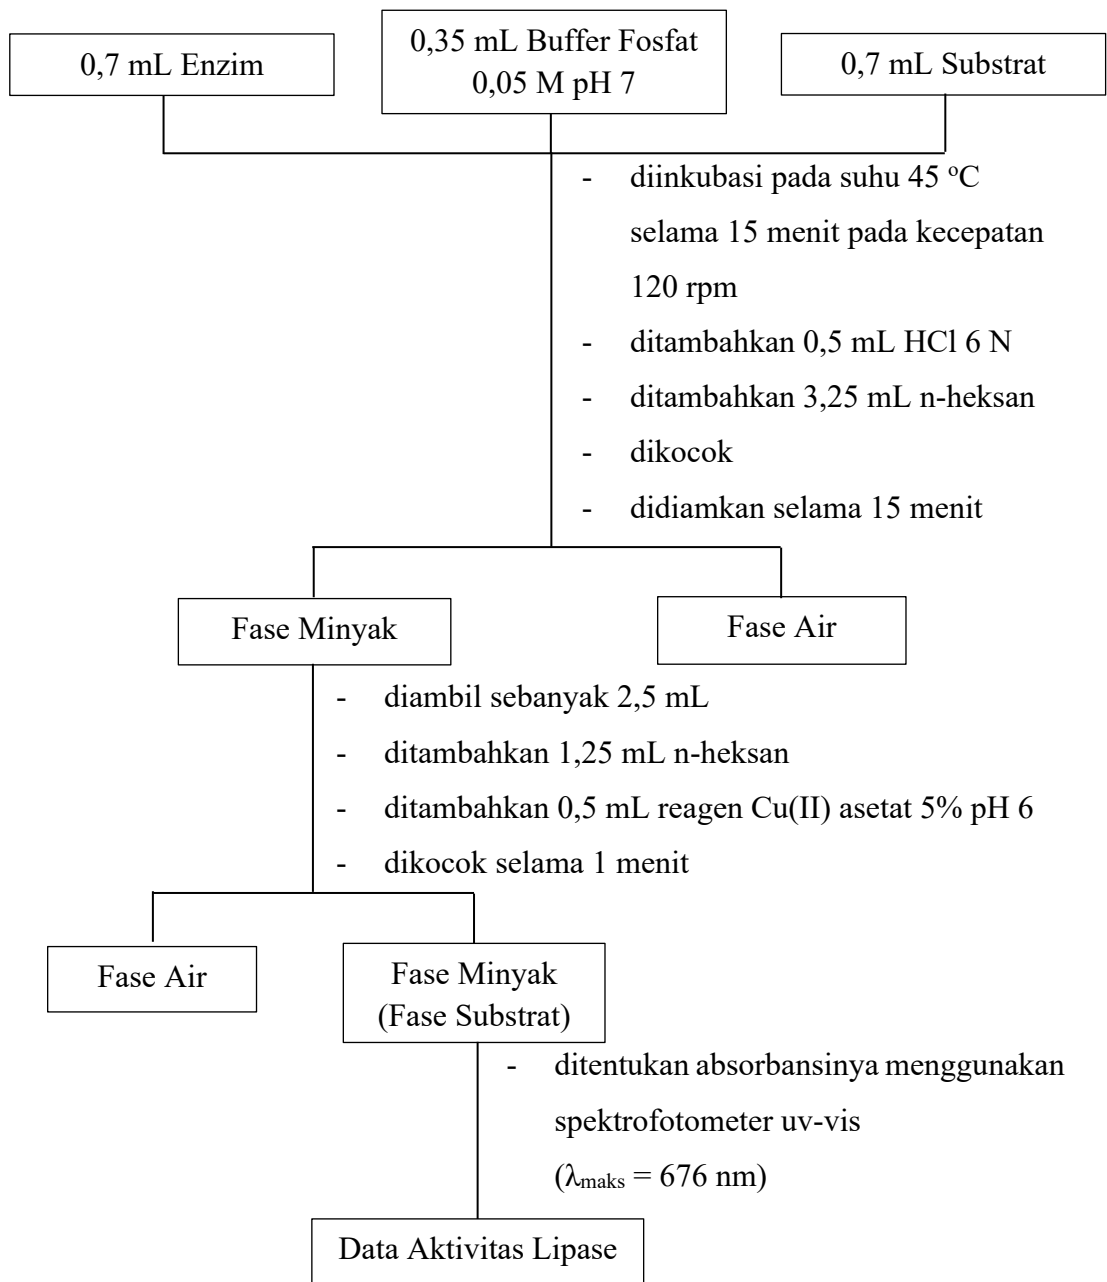 0,7 mL Enzim
0,35 mL Buffer Fosfat
0,05 M pH 7
0,7 mL Substrat
- diinkubasi pada suhu 45 °C
selama 15 menit pada kecepatan
120 rpm
- ditambahkan 0,5 mL HCl 6 N
- ditambahkan 3,25 mL n-heksan
- dikocok
- didiamkan selama 15 menit
Fase Minyak
Fase Air
- diambil sebanyak 2,5 mL
- ditambahkan 1,25 mL n-heksan
- ditambahkan 0,5 mL reagen Cu(II) asetat 5% pH 6
- dikocok selama 1 menit
Fase Air
Fase Minyak
(Fase Substrat)
- ditentukan absorbansinya menggunakan
spektrofotometer uv-vis
(λmaks = 676 nm)
Data Aktivitas Lipase